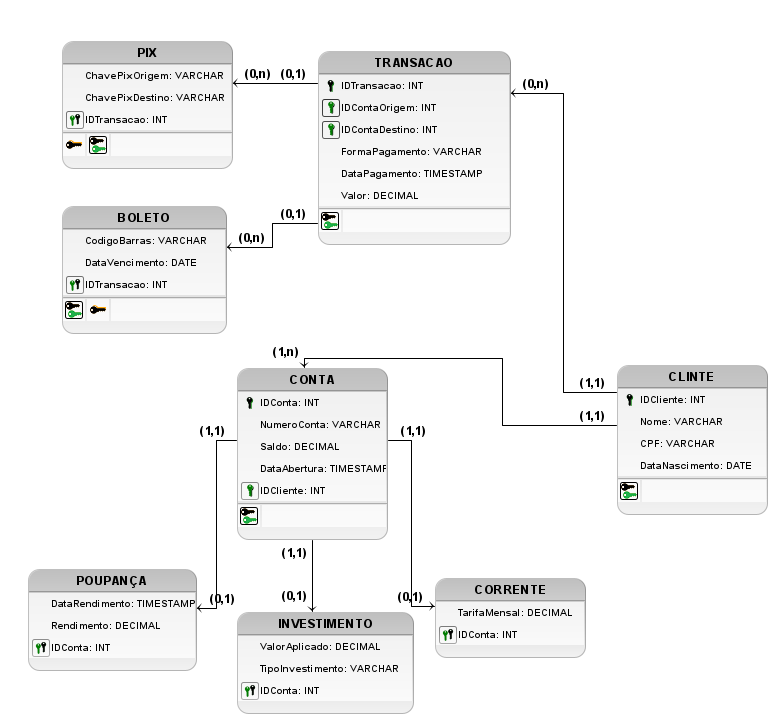 PIX
ChavePixOrigem: VARCHAR
ChavePixDestino: VARCHAR
IDTransacao: INT
(0,n)
(0,1)
TRANSACAO
IDTransacao: INT
IDContaOrigem: INT
IDContaDestino: INT
FormaPagamento: VARCHAR
DataPagamento: TIMESTAMP
Valor: DECIMAL
(0,n)
BOLETO
CodigoBarras: VARCHAR
DataVencimento: DATE
IDTransacao: INT
(0,n)
(0,1)
(1,n)
CONTA
IDConta: INT
NumeroConta: VARCHAR
Saldo: DECIMAL
DataAbertura: TIMESTAMP
IDCliente: INT
(1,1)
(1,1)
CLINTE
IDCliente: INT
Nome: VARCHAR
CPF: VARCHAR
DataNascimento: DATE
(1,1)
(1,1)
(1,1)
POUPANÇA
DataRendimento: TIMESTAMP
Rendimento: DECIMAL
IDConta: INT
(0,1)
(0,1)
INVESTIMENTO
ValorAplicado: DECIMAL
TipoInvestimento: VARCHAR
IDConta: INT
(0,1)
CORRENTE
TarifaMensal: DECIMAL
IDConta: INT